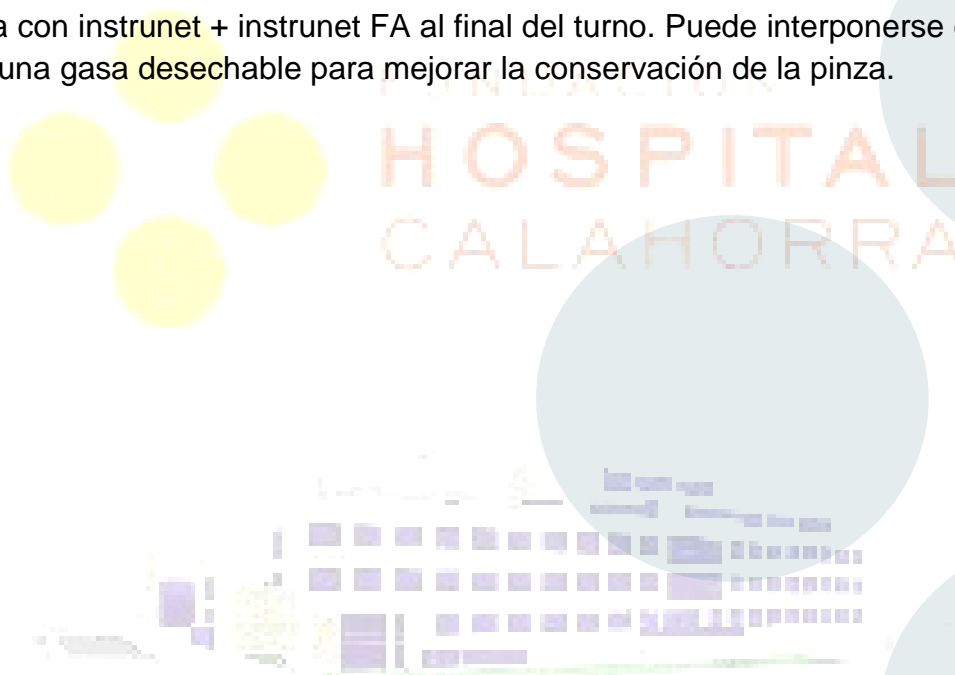 a con instrunet + instrunet FA al final del turno. Puede interponerse
una gasa desechable para mejorar la conservación de la pinza.
FUNDACIÓN
HOSPITAL
CALAHORRA